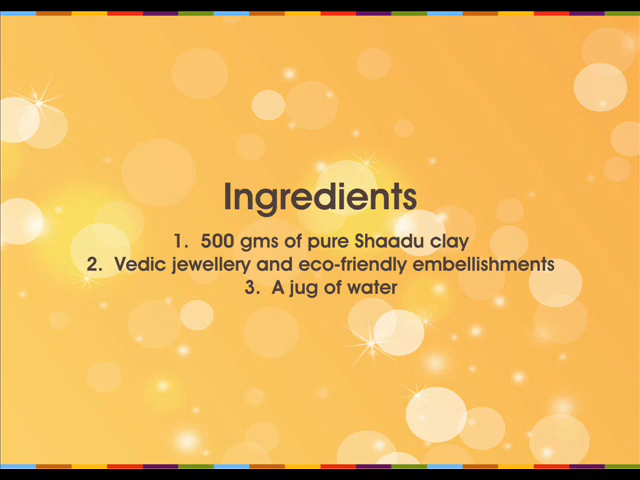 Ingredients
1. 500 gms of pure Shaadu clay
2. Vedic jewellery and eco-friendly embellishments
3. A jug of water